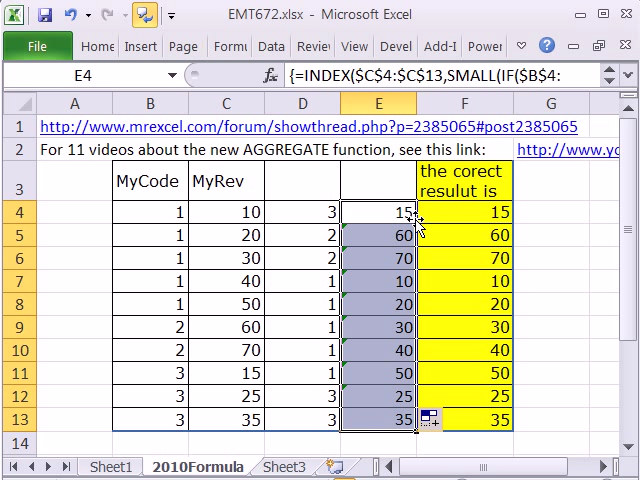 EMT672.xlsx - Microsoft Excel
File Home Insert Page Form Data Review View Devel Add-I Power
E4 fx {=INDEX($C$4:$C$13,SMALL(IF($B$4:
A B C D E F G
1 http://www.mrexcel.com/forum/showthread.php?p=2385065#post2385065
2 For 11 videos about the new AGGREGATE function, see this link: http://www.yo
3 MyCode MyRev the corect
resulut is
4 1 10 3 15 15
5 1 20 2 60 60
6 1 30 2 70 70
7 1 40 1 10 10
8 1 50 1 20 20
9 2 60 1 30 30
10 2 70 1 40 40
11 3 15 1 50 50
12 3 25 3 25 25
13 3 35 3 35 35
14
Sheet1 2010Formula Sheet3